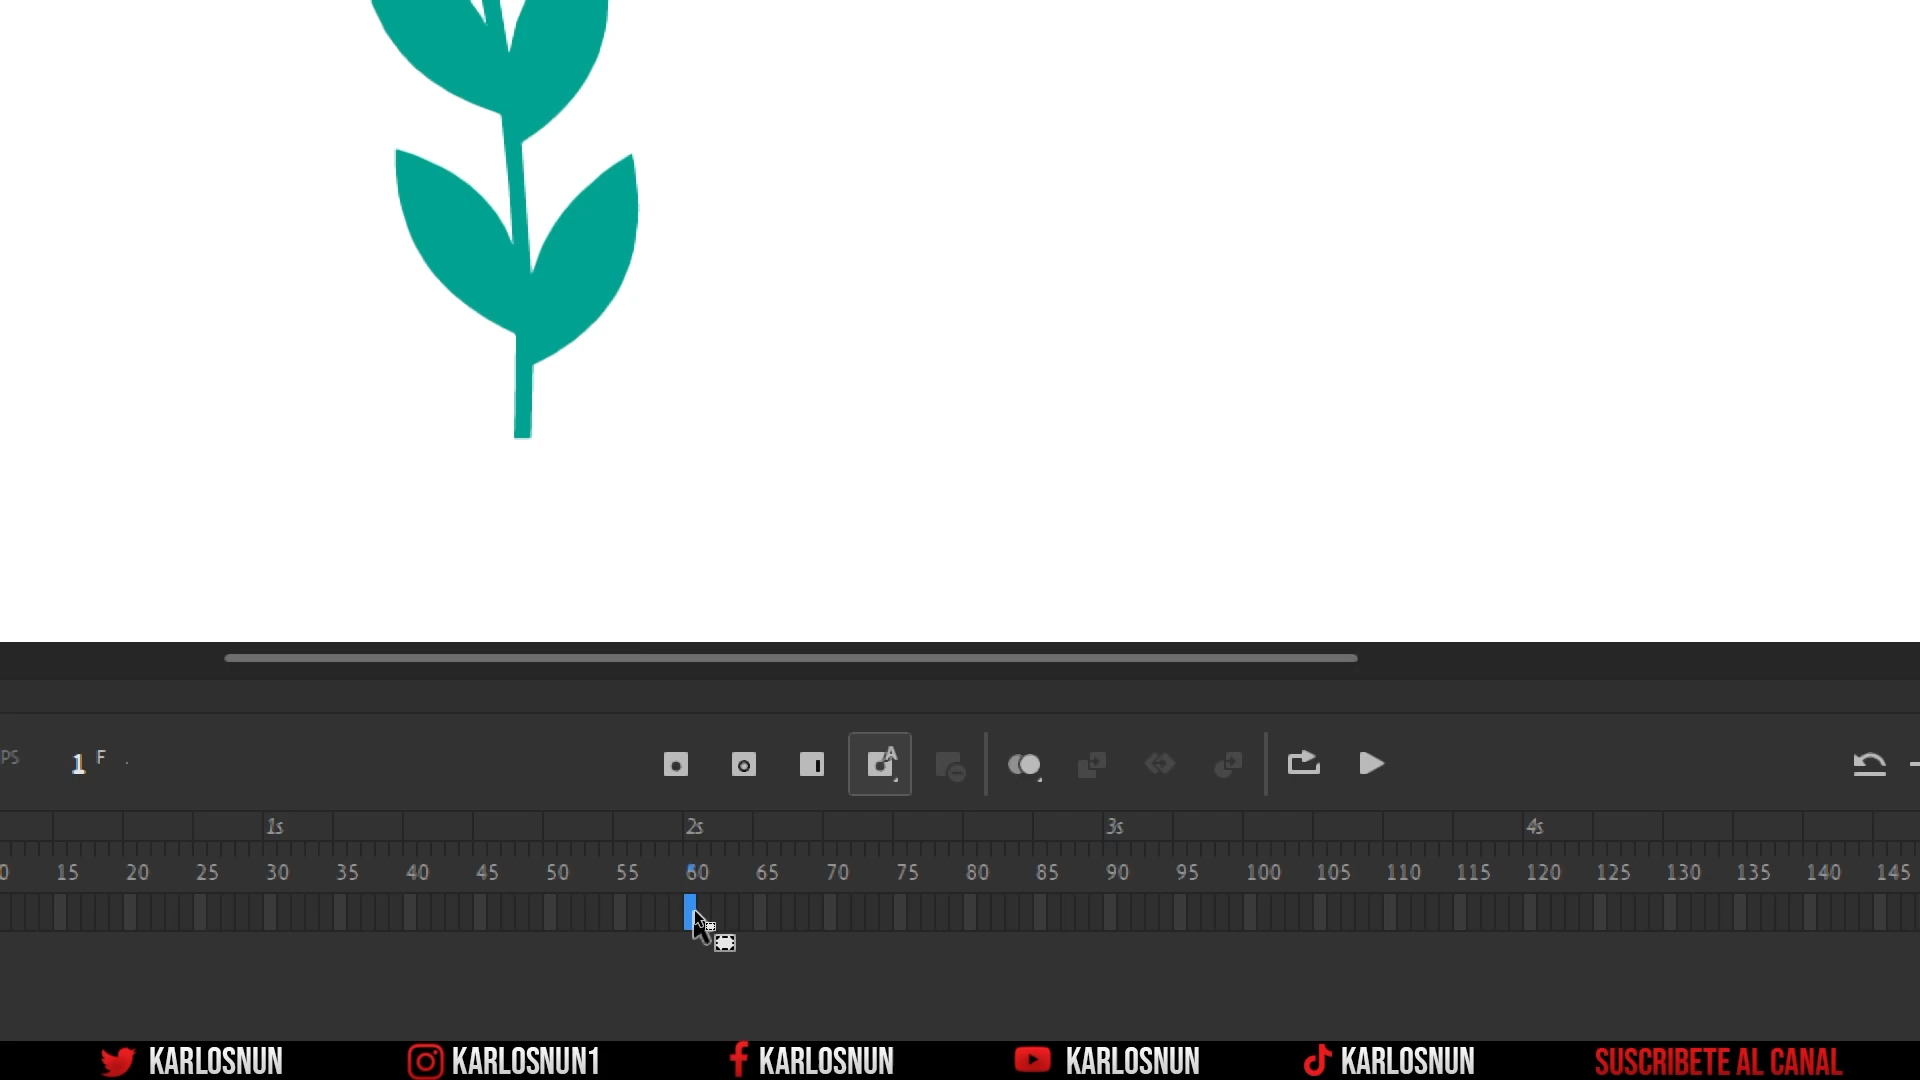 PS 1 F
1s 2s 3s 4s
0 15 20 25 30 35 40 45 50 55 60 65 70 75 80 85 90 95 100 105 110 115 120 125 130 135 140 145
KARLOSNUN KARLOSNUN1 KARLOSNUN KARLOSNUN KARLOSNUN SUSCRIBETE AL CANAL